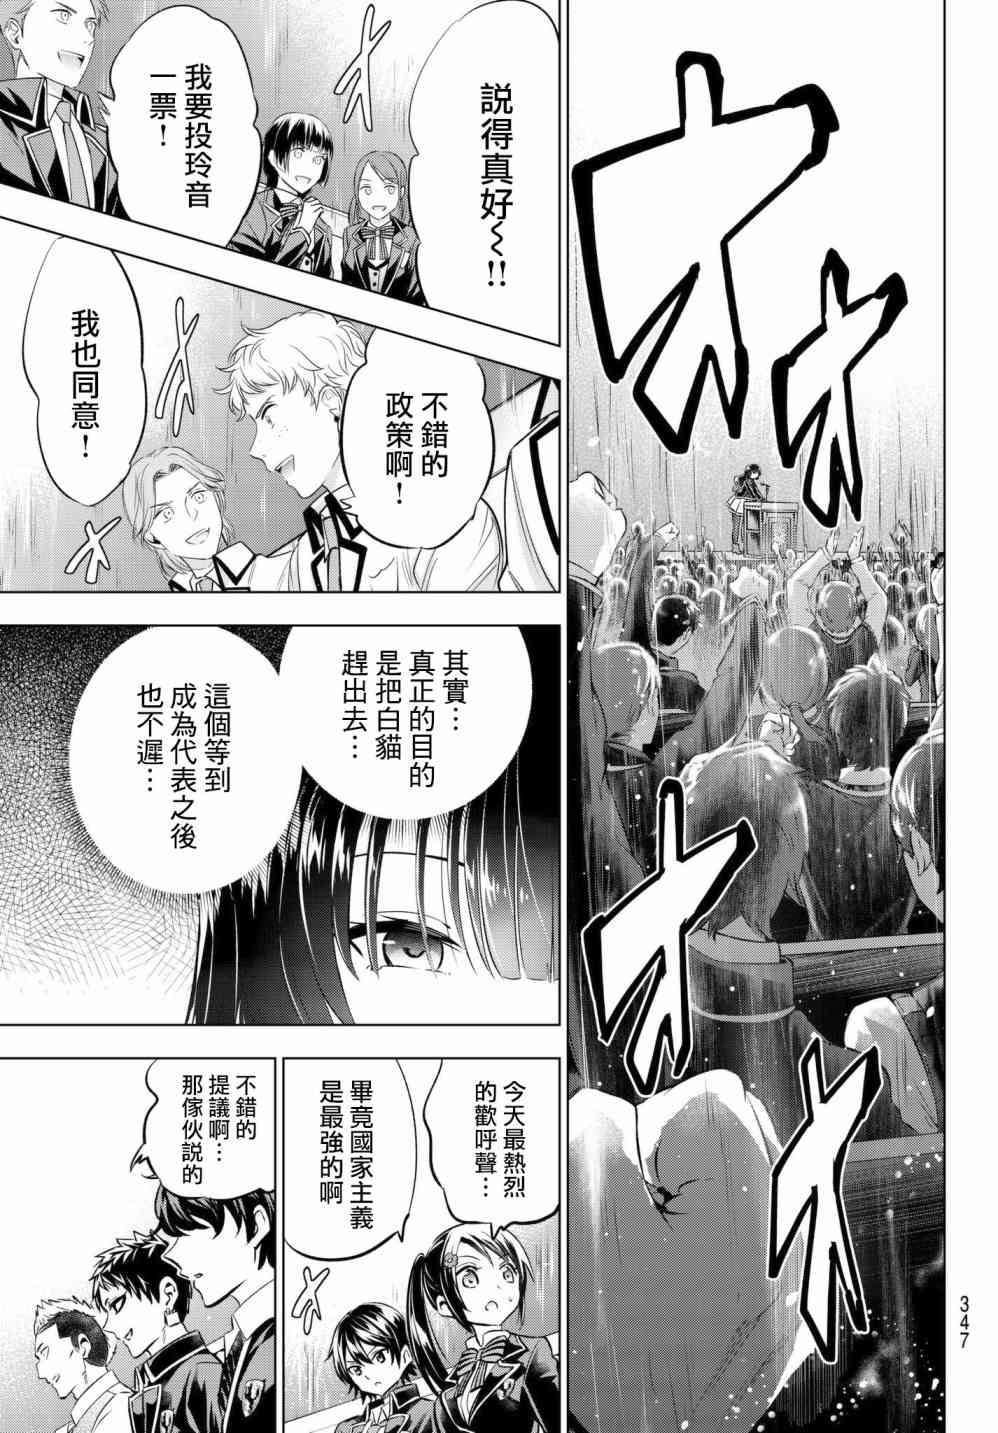 オ
オ
オ
オ
説得真好～!!
我要投玲音
一票！
不錯的
政策啊！
我也同意！
オ
オ
オ
オ
其實…
真正的目的
是把白貓
趕出去…
這個等到
成為代表之後
也不遲…
今天最熱烈
的歡呼聲…
畢竟國家主義
是最強的啊
オ
不錯的
提議啊…
那傢伙説的
347